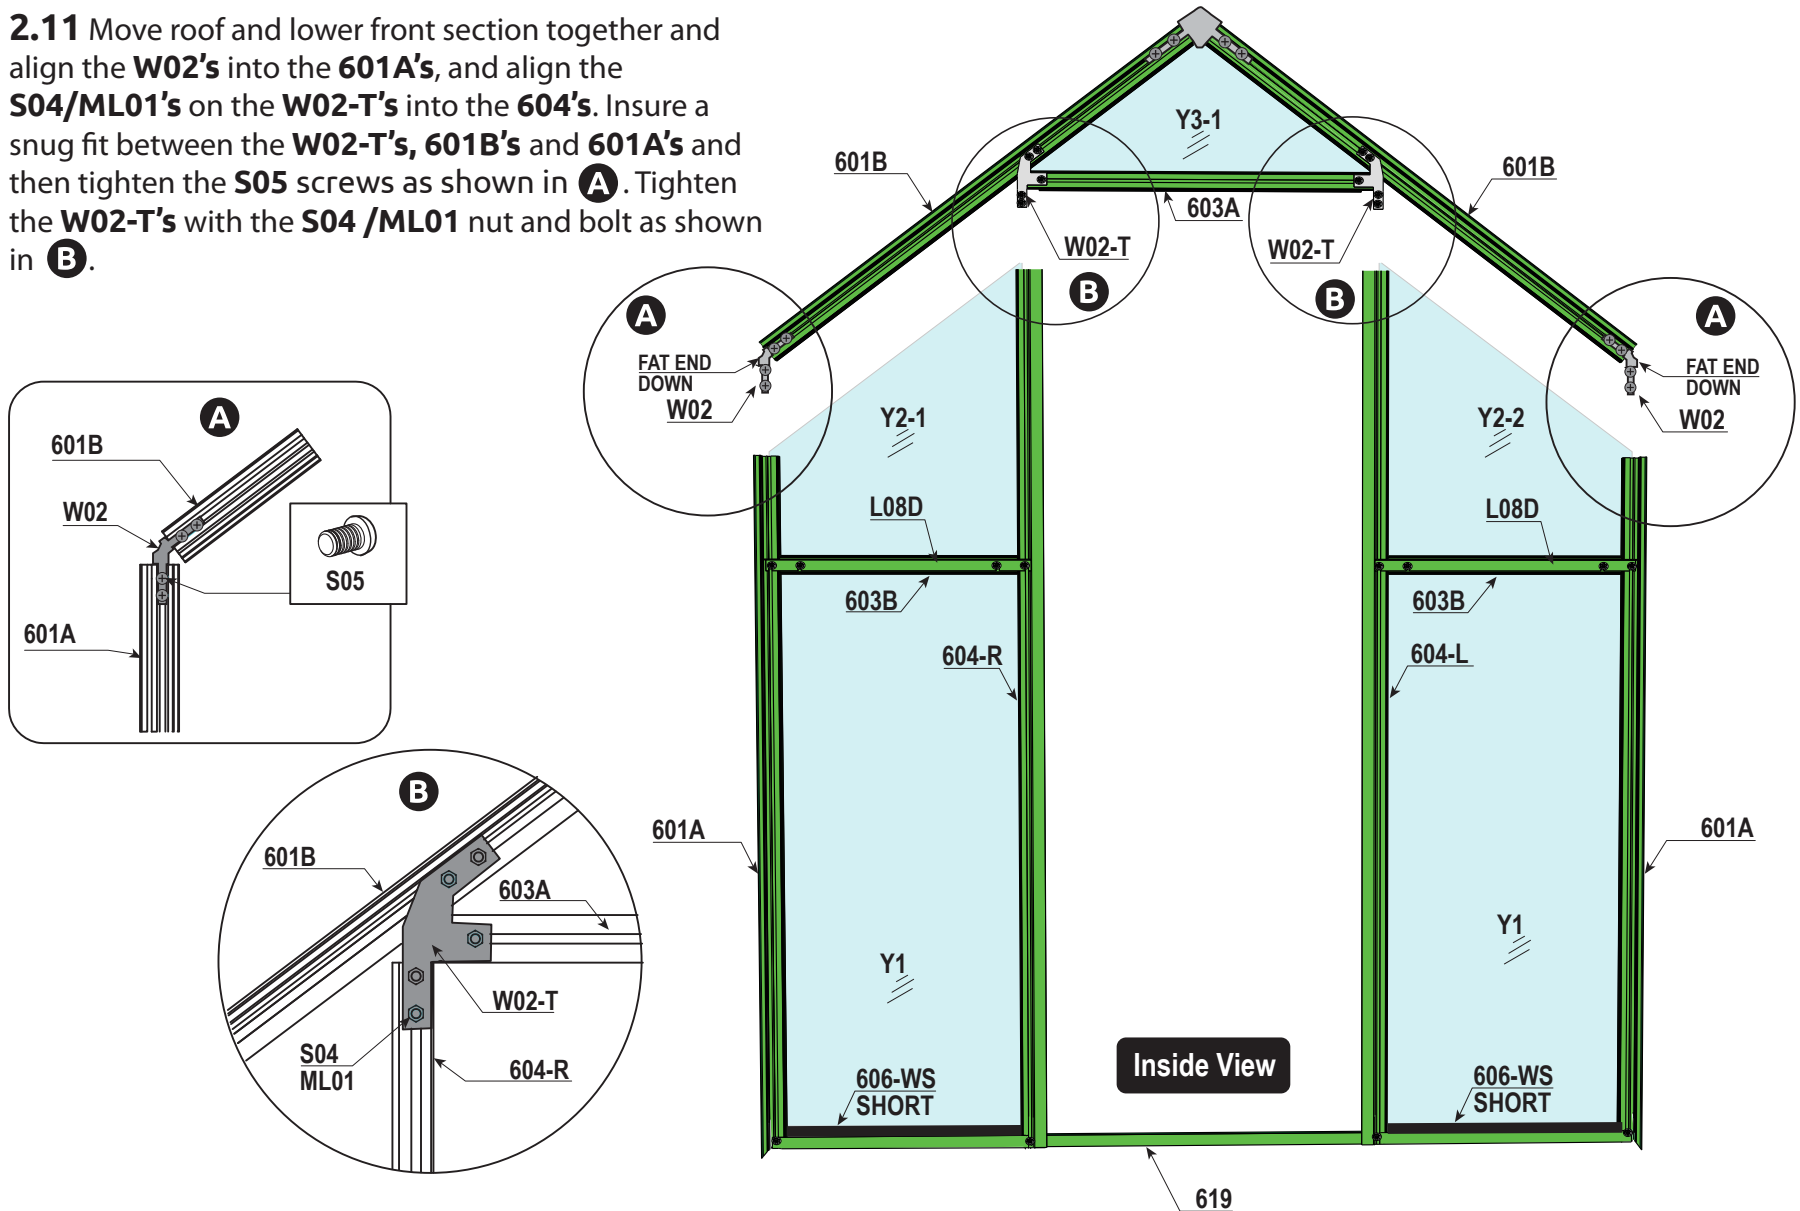 2.11 Move roof and lower front section together and
align the W02's into the 601A's, and align the
S04/ML01's on the W02-T's into the 604's. Insure a
snug fit between the W02-T's, 601B's and 601A's and
then tighten the S05 screws as shown in A. Tighten
the W02-T's with the S04 /ML01 nut and bolt as shown
in B.
Y3-1
601B
601B
603A
W02-T
W02-T
B
B
A
A
FAT END
DOWN
W02
FAT END
DOWN
W02
Y2-1
Y2-2
A
601B
W02
S05
601A
L08D
L08D
603B
603B
604-R
604-L
B
601B
603A
W02-T
S04
ML01
604-R
601A
601A
Y1
Y1
Inside View
606-WS
SHORT
606-WS
SHORT
619